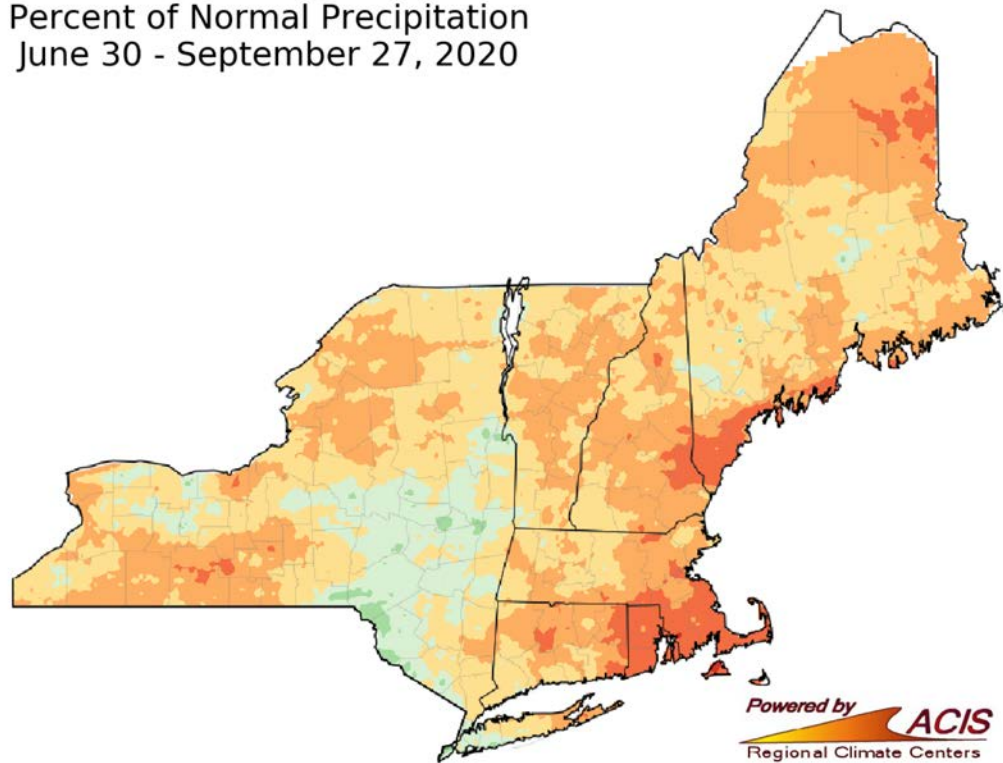 Percent of Normal Precipitation
June 30 - September 27, 2020
Powered by
ACIS
Regional Climate Centers